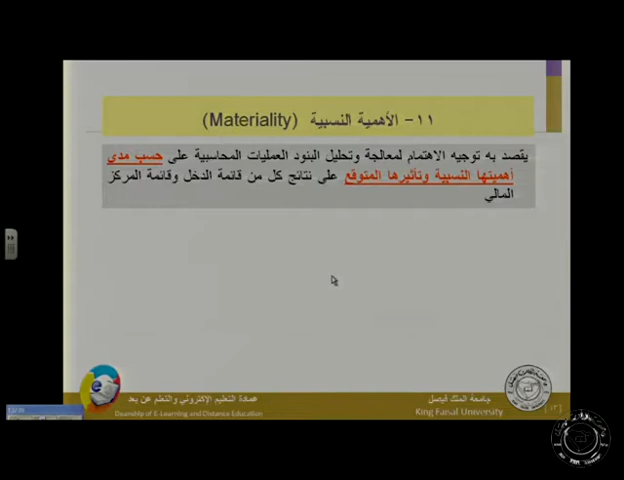 ١١- الأهمية النسبية (Materiality)
يقصد به توجيه الاهتمام لمعالجة وتحليل البنود العمليات المحاسبية على حسب مدي
أهميتها النسبية وتأثيرها المتوقع على نتائج كل من قائمة الدخل وقائمة المركز
المالي
عمادة التعليم الإلكتروني والتعلم عن بعد
Deanship of E-Learning and Distance Education
جامعة الملك فيصل
King Faisal University
[١٣]